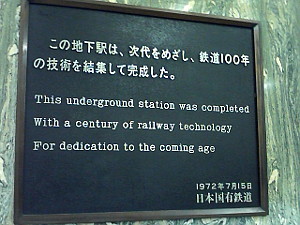 この地下駅は、次代をめざし、鉄道100年
の技術を結集して完成した。
This underground station was completed
With a century of railway technology
For dedication to the coming age
1972年7月15日
日本国有鉄道